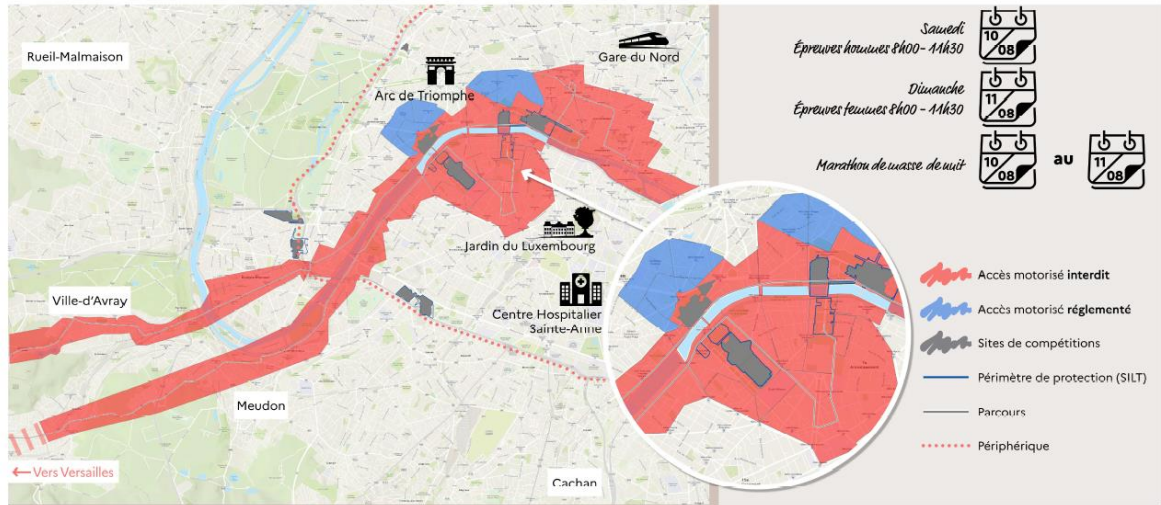 Rueil-Malmaison
Gare du Nord
Arc de Triomphe
Jardin du Luxembourg
Ville-d'Avray
Centre Hospitalier
Sainte-Anne
Meudon
← Vers Versailles
Cachan
Samedi
Épreuves hommes 8h00 - 11h30
10
08
Dimanche
Épreuves femmes 8h00 - 11h30
11
08
Marathon de masse de nuit
10
08
au
11
08
Accès motorisé interdit
Accès motorisé réglementé
Sites de compétitions
Périmètre de protection (SILT)
Parcours
Périphérique